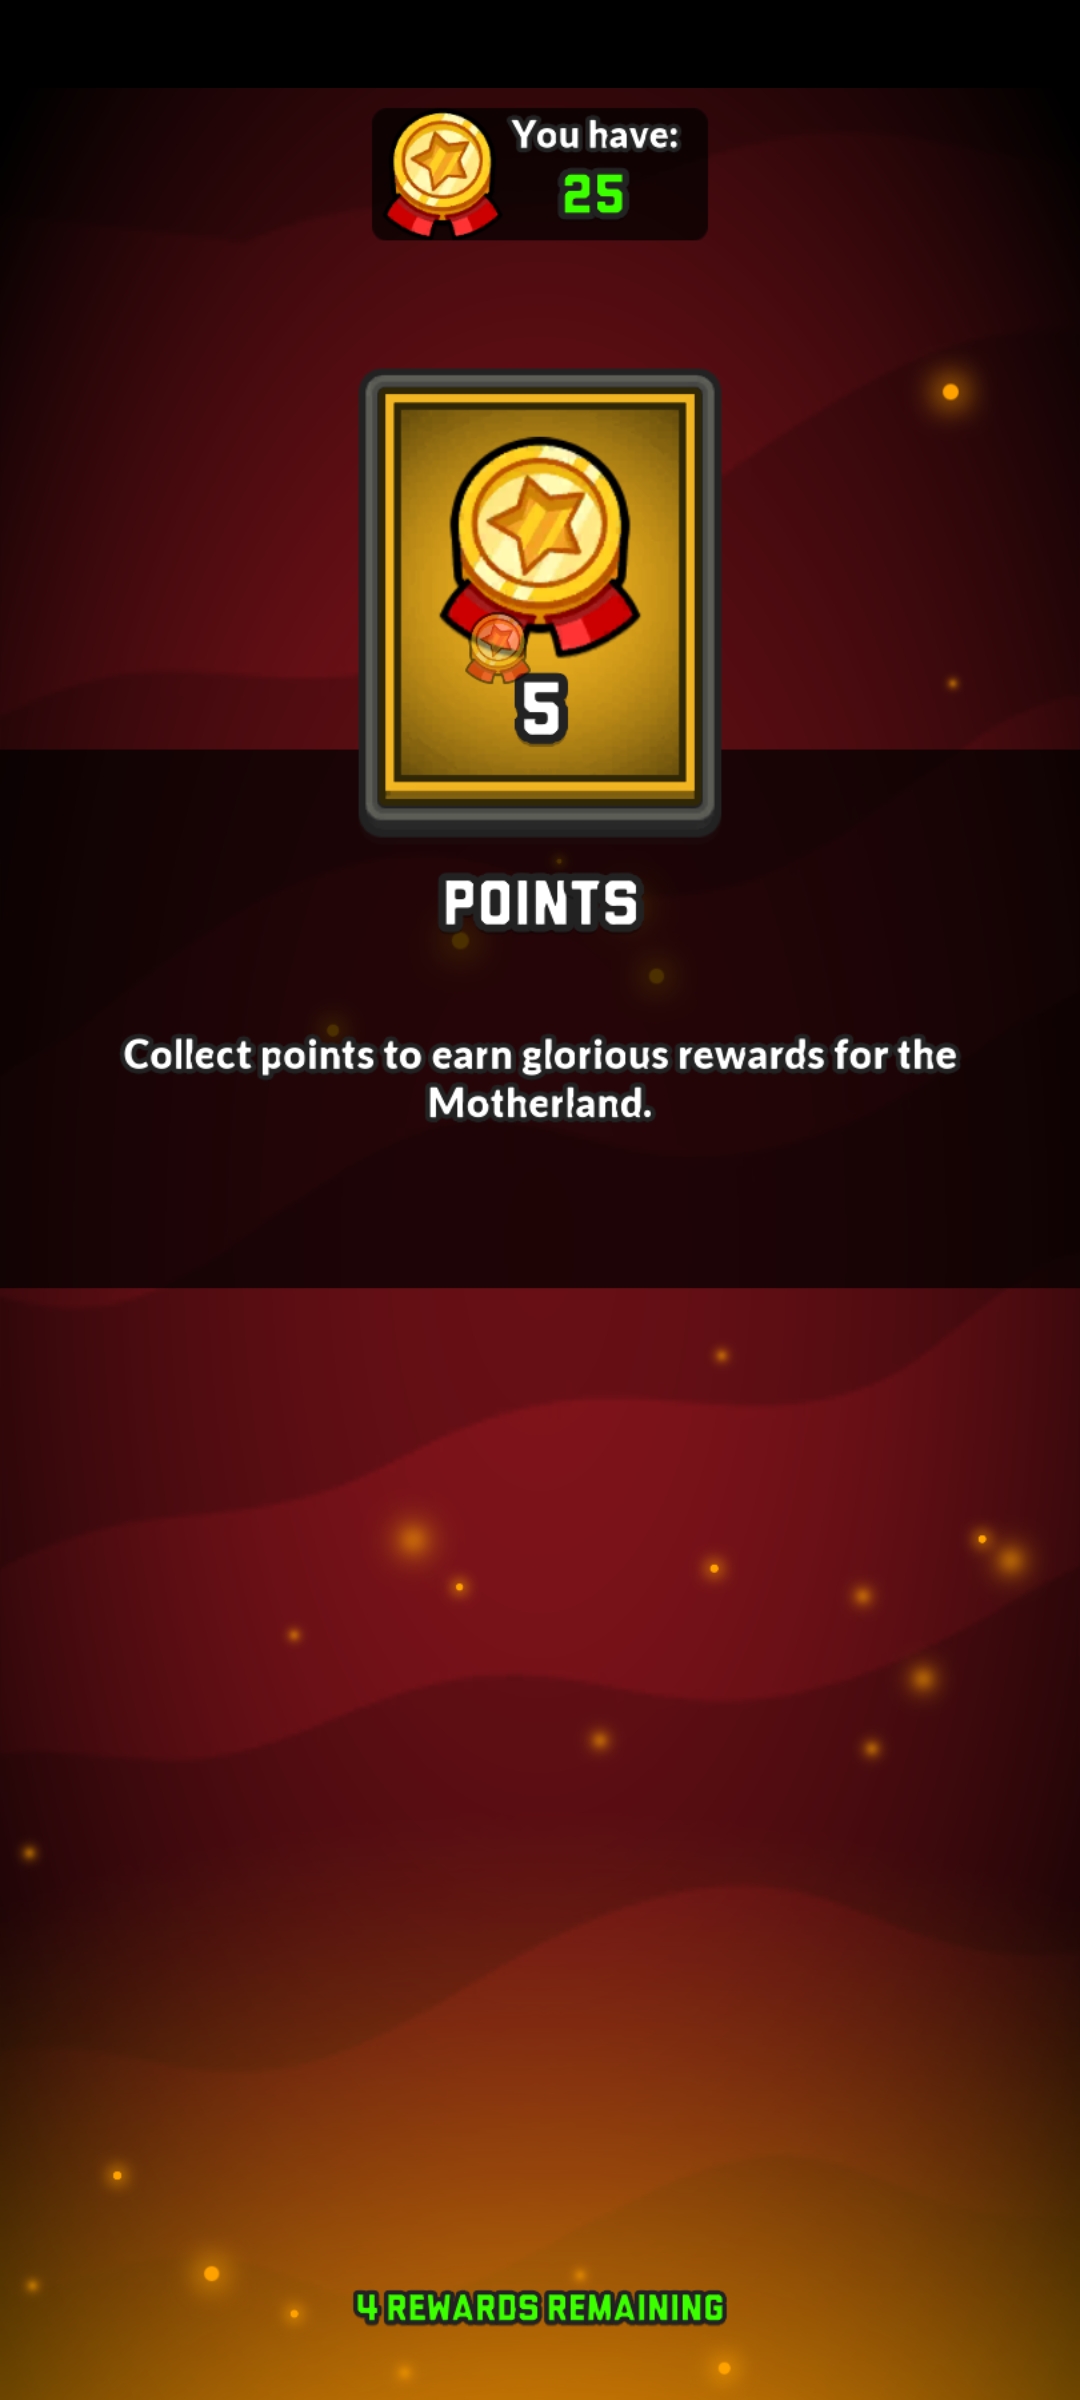 You have:
25
5
POINTS
Collect points to earn glorious rewards for the
Motherland.
4 REWARDS REMAINING